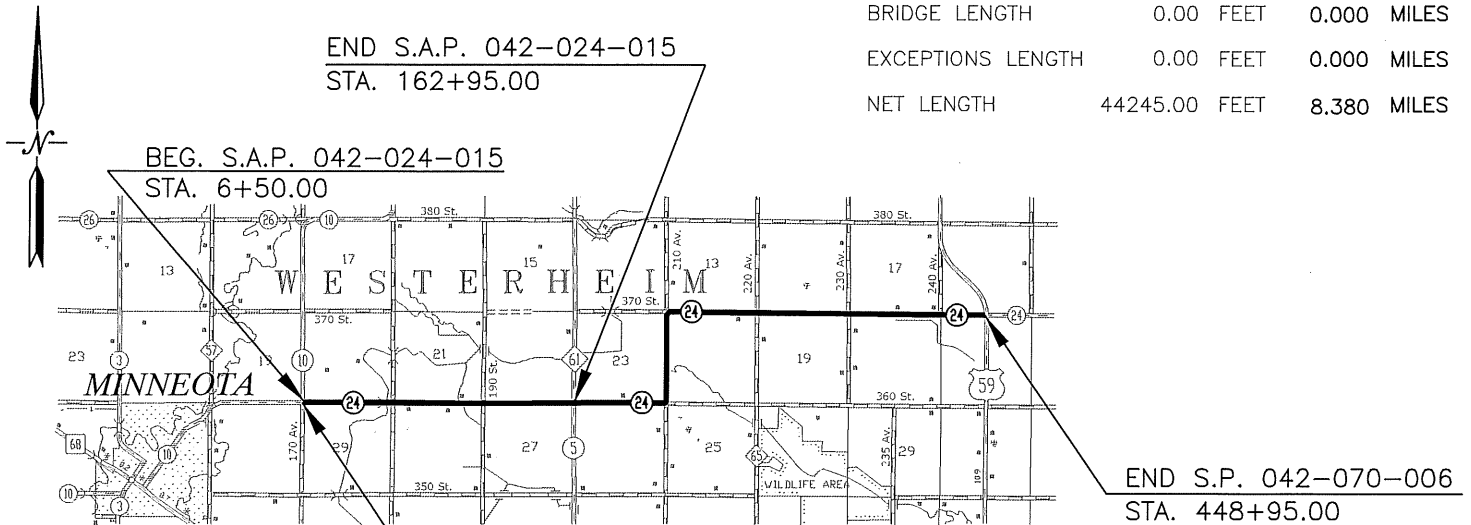 BRIDGE LENGTH 0.00 FEET 0.000 MILES
EXCEPTIONS LENGTH 0.00 FEET 0.000 MILES
NET LENGTH 44245.00 FEET 8.380 MILES
END S.A.P. 042-024-015
STA. 162+95.00
-N-
BEG. S.A.P. 042-024-015
STA. 6+50.00
26 26 10 380 St. 380 St.
13 17 15 210 Av. 13 220 Av. 230 Av. 17 240 Av.
WESTERHEIM
370 St. 370 St. 24 24 24
23 3 57 10 21 190 St. 61 23 19 59
MINNEOTA
24 24 360 St.
68 10 170 Av. 29 27 5 25 65 235 Av. 29
WILDLIFE AREA
10 3 350 St. 109
END S.P. 042-070-006
STA. 448+95.00